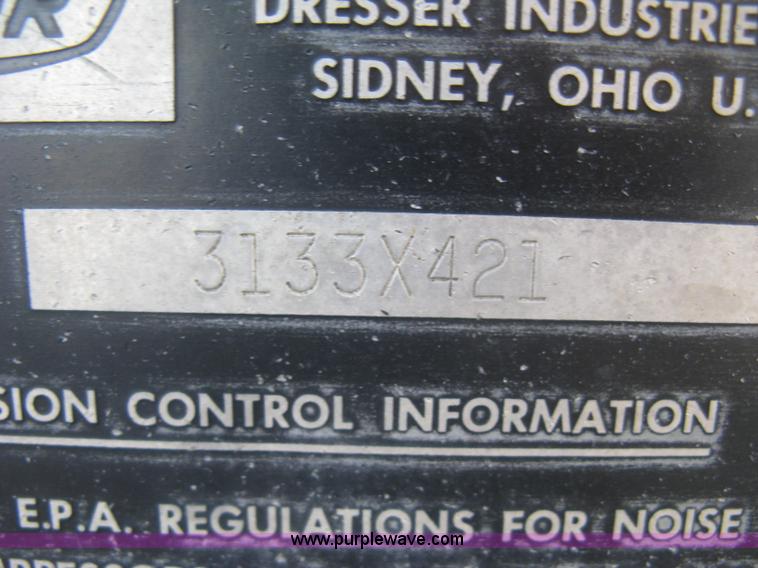 R
DRESSER INDUSTRIE
SIDNEY, OHIO U.
3133X421
SION CONTROL INFORMATION
E.P.A. REGULATIONS FOR NOISE
www.purplewave.com